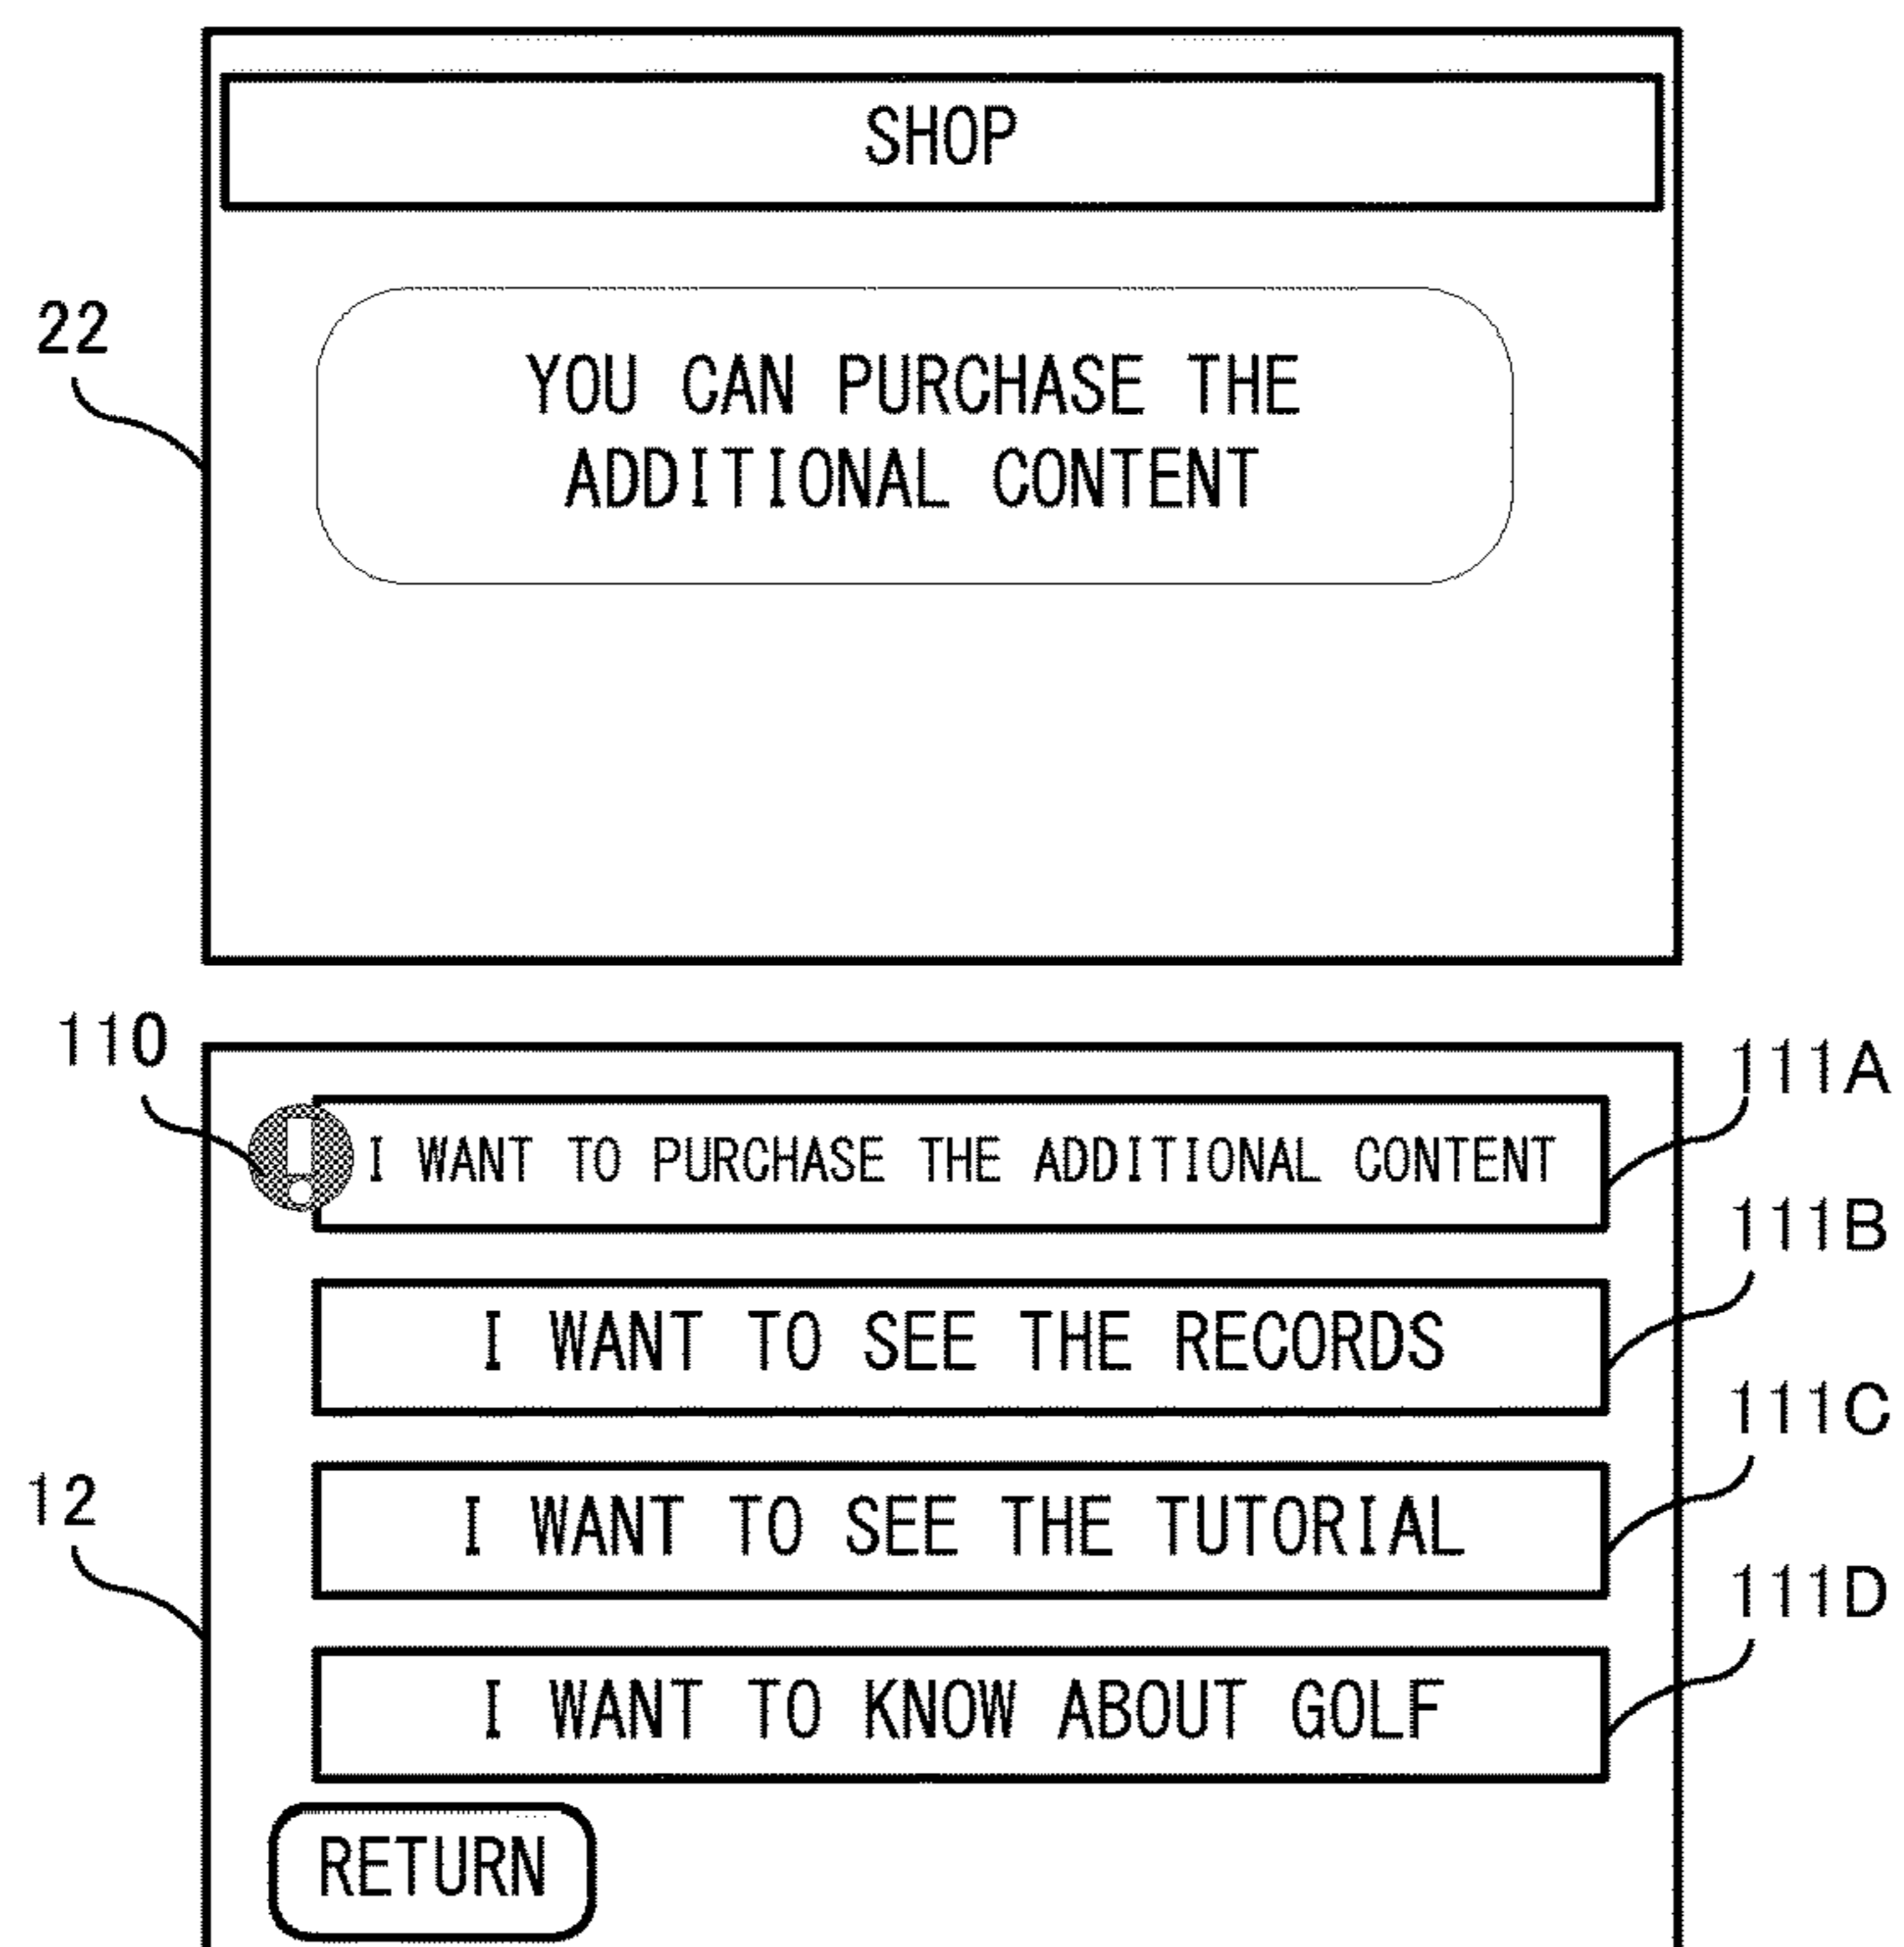 SHOP
22
YOU CAN PURCHASE THE
ADDITIONAL CONTENT
110
111A
! I WANT TO PURCHASE THE ADDITIONAL CONTENT
111B
I WANT TO SEE THE RECORDS
111C
12
I WANT TO SEE THE TUTORIAL
111D
I WANT TO KNOW ABOUT GOLF
RETURN